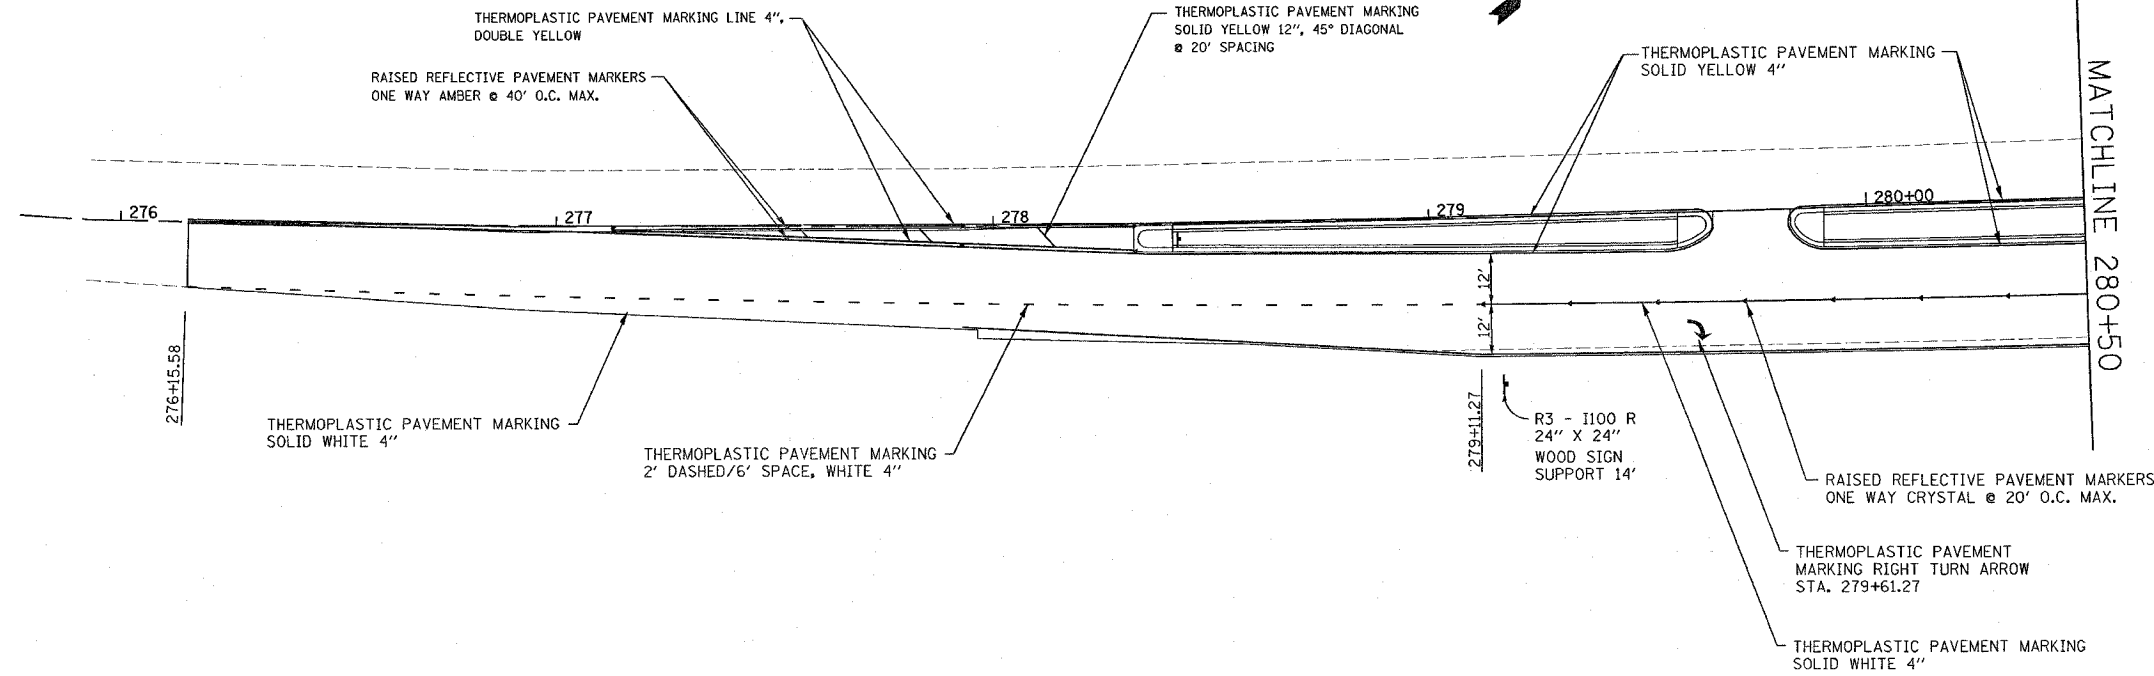 THERMOPLASTIC PAVEMENT MARKING LINE 4",
DOUBLE YELLOW
THERMOPLASTIC PAVEMENT MARKING
SOLID YELLOW 12", 45° DIAGONAL
@ 20' SPACING
RAISED REFLECTIVE PAVEMENT MARKERS
ONE WAY AMBER @ 40' O.C. MAX.
THERMOPLASTIC PAVEMENT MARKING
SOLID YELLOW 4"
MATCHLINE 280+50
276
277
278
279
280+00
12'
12'
276+15.58
279+11.27
THERMOPLASTIC PAVEMENT MARKING
SOLID WHITE 4"
THERMOPLASTIC PAVEMENT MARKING
2' DASHED/6' SPACE, WHITE 4"
R3 - I100 R
24" X 24"
WOOD SIGN
SUPPORT 14'
RAISED REFLECTIVE PAVEMENT MARKERS
ONE WAY CRYSTAL @ 20' O.C. MAX.
THERMOPLASTIC PAVEMENT
MARKING RIGHT TURN ARROW
STA. 279+61.27
THERMOPLASTIC PAVEMENT MARKING
SOLID WHITE 4"